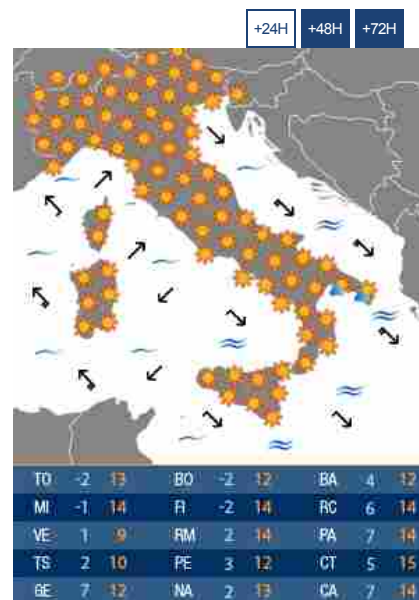 +24H +48H +72H
TO -2 13 BO -2 12 BA 4 12
MI -1 14 FI -2 14 RC 6 14
VE 1 9 RM 2 14 PA 7 14
TS 2 10 PE 3 12 CT 5 15
GE 7 12 NA 2 13 CA 7 14